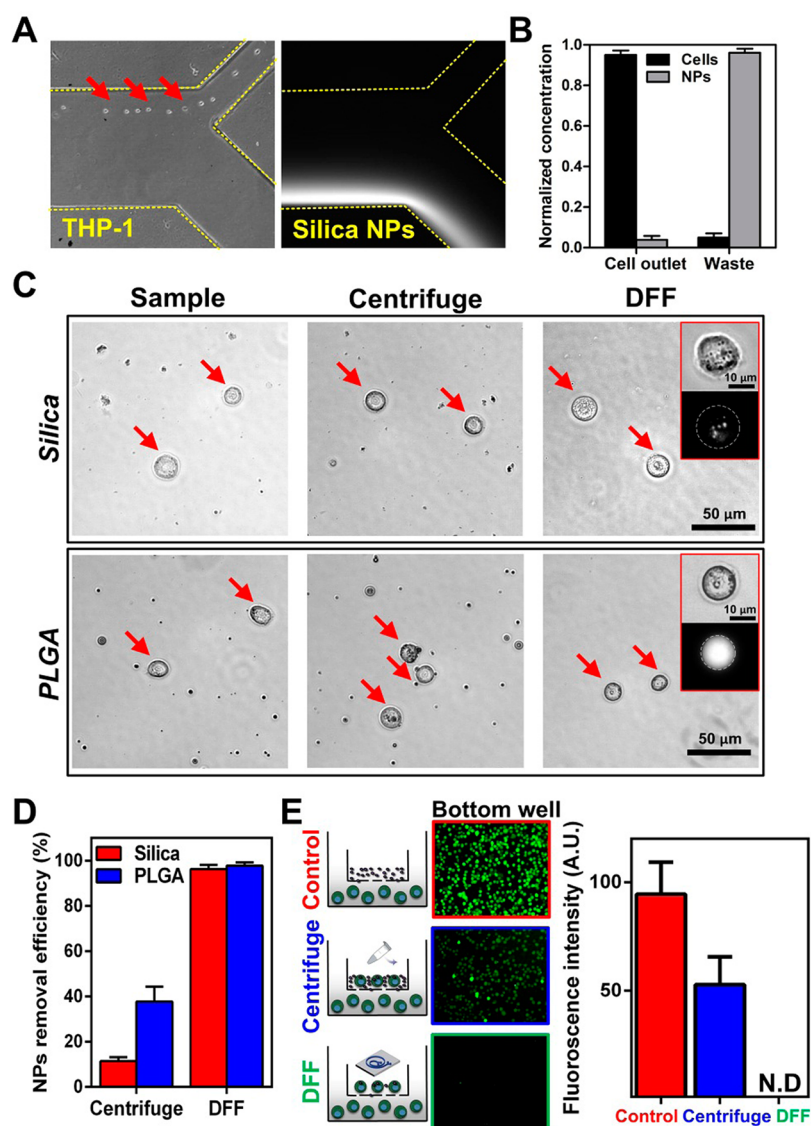 A
THP-1
Silica NPs
B
Normalized concentration
1.0
0.8
0.6
0.4
0.2
0.0
Cells
NPs
Cell outlet
Waste
C
Sample
Centrifuge
DFF
Silica
10 μm
50 μm
PLGA
10 μm
50 μm
D
NPs removal efficiency (%)
100
80
60
40
20
0
Silica
PLGA
Centrifuge
DFF
E
Bottom well
Control
Centrifuge
DFF
Fluoroscence intensity (A.U.)
100
50
N.D
Control
Centrifuge
DFF